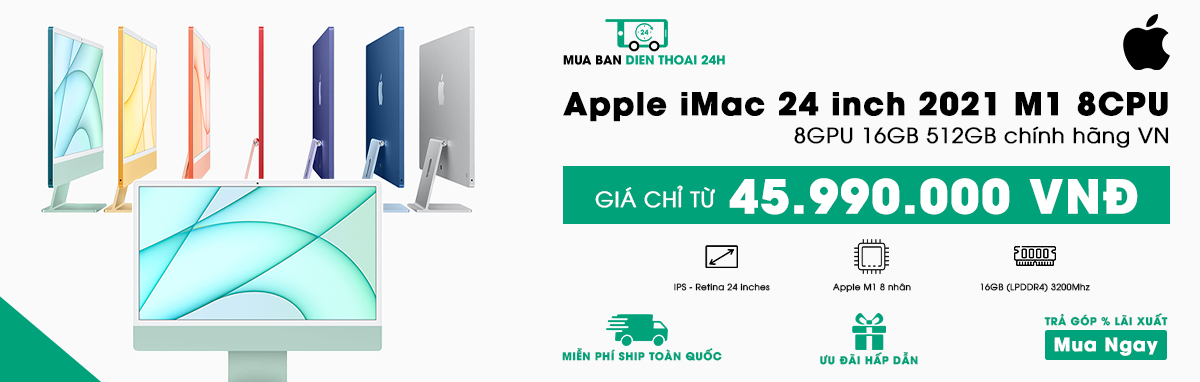 24
MUA BAN DIEN THOAI 24H
Apple iMac 24 inch 2021 M1 8CPU
8GPU 16GB 512GB chính hãng VN
GIÁ CHỈ TỪ 45.990.000 VNĐ
IPS - Retina 24 inches
Apple M1 8 nhân
16GB (LPDDR4) 3200Mhz
MIỄN PHÍ SHIP TOÀN QUỐC
ƯU ĐÃI HẤP DẪN
TRẢ GÓP % LÃI XUẤT
Mua Ngay